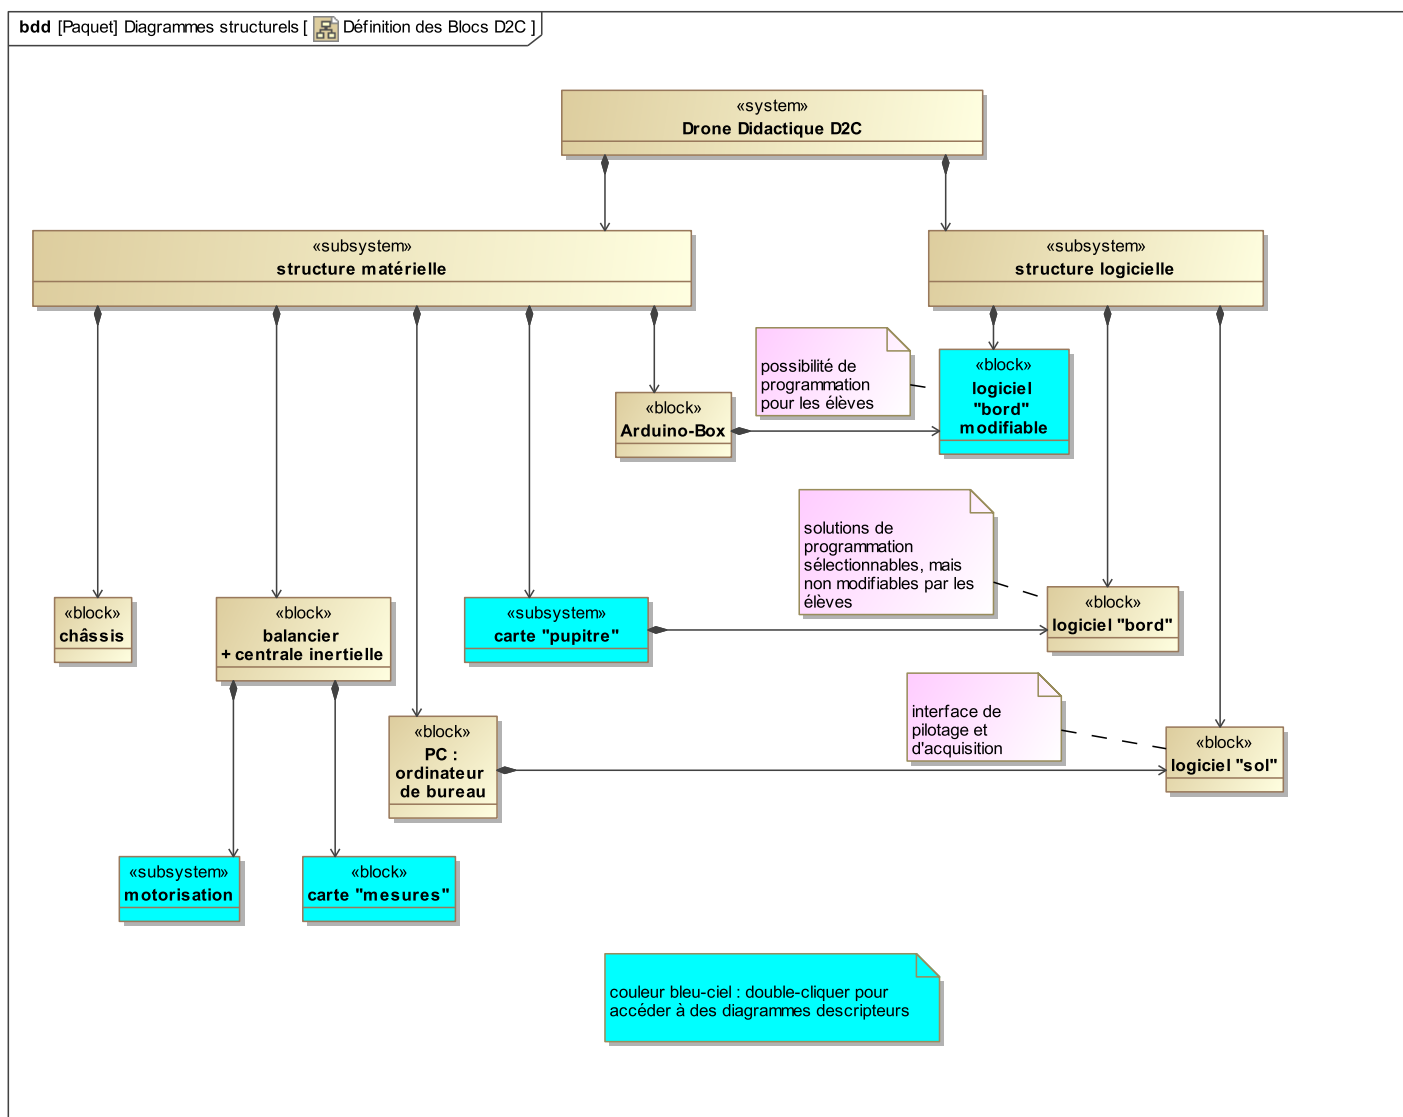 bdd [Paquet] Diagrammes structurels [ Définition des Blocs D2C ]
«system»
Drone Didactique D2C
«subsystem»
structure matérielle
«subsystem»
structure logicielle
possibilité de
programmation
pour les élèves
«block»
logiciel
"bord"
modifiable
«block»
Arduino-Box
solutions de
programmation
sélectionnables, mais
non modifiables par les
élèves
«block»
logiciel "bord"
«block»
châssis
«block»
balancier
+ centrale inertielle
«subsystem»
carte "pupitre"
interface de
pilotage et
d'acquisition
«block»
logiciel "sol"
«block»
PC :
ordinateur
de bureau
«subsystem»
motorisation
«block»
carte "mesures"
couleur bleu-ciel : double-cliquer pour
accéder à des diagrammes descripteurs